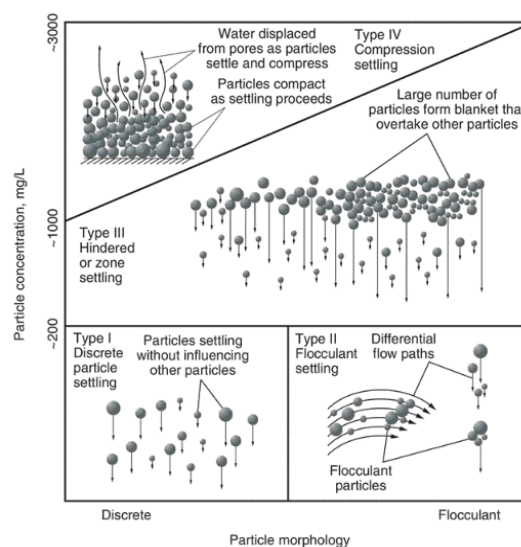 Particle concentration, mg/L
~3000
~1000
~200
Water displaced
from pores as particles
settle and compress
Particles compact
as settling proceeds
Type IV
Compression
settling
Large number of
particles form blanket that
overtake other particles
Type III
Hindered
or zone
settling
Type I
Discrete
particle
settling
Particles settling
without influencing
other particles
Type II
Flocculant
settling
Differential
flow paths
Flocculant
particles
Discrete
Flocculant
Particle morphology